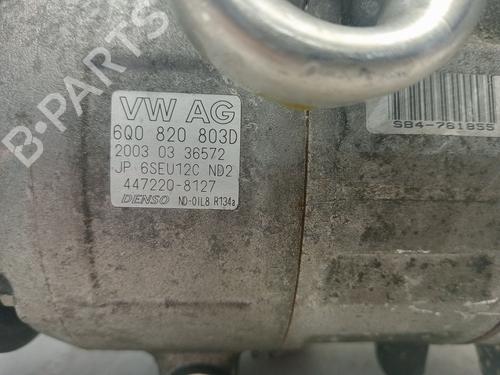 VW AG
6Q0 820 803D
2003 03 36572
JP 6SEU12C ND2
447220-8127
DENSO ND-OIL8 R134a
SB4-761855